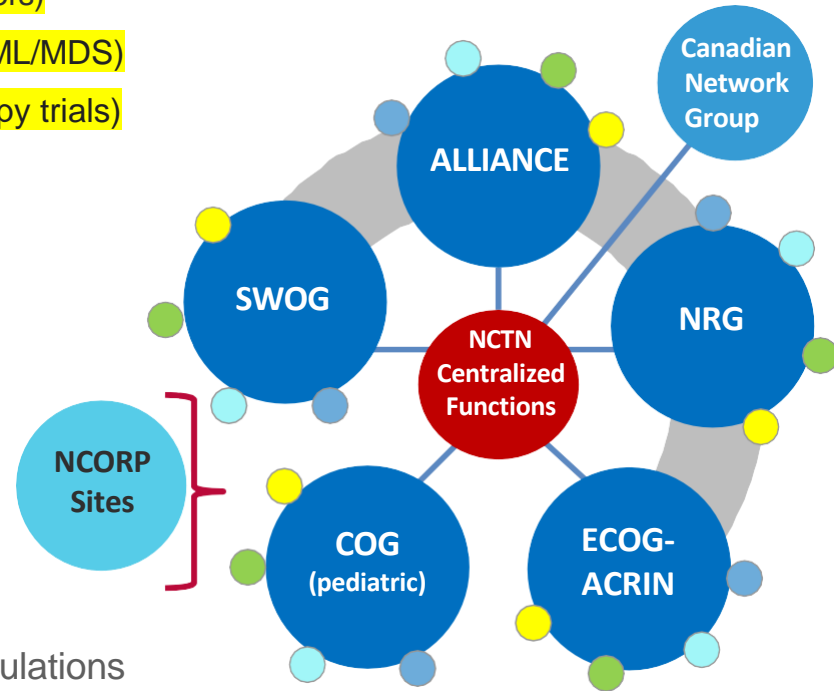 ML/MDS)
py trials)
Canadian
Network
Group
ALLIANCE
SWOG
NRG
NCTN
Centralized
Functions
NCORP
Sites
COG
(pediatric)
ECOG-
ACRIN
ulations